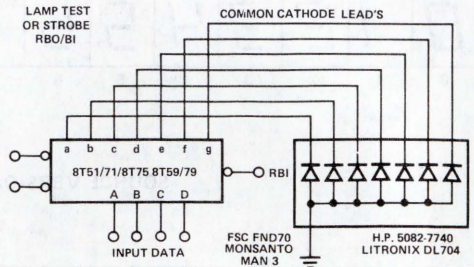 LAMP TEST
OR STROBE
RBO/BI
COMMON CATHODE LEAD'S
a b c d e f g
8T51/71/8T75 8T59/79
RBI
A B C D
INPUT DATA
FSC FND70
MONSANTO
MAN 3
H.P. 5082-7740
LITRONIX DL704